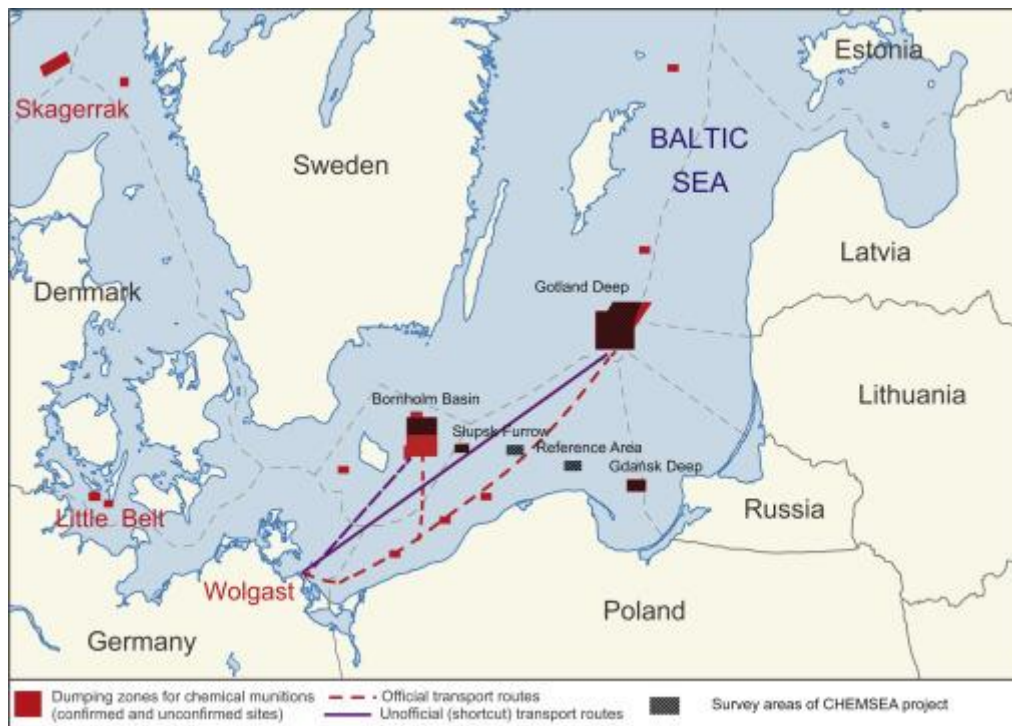 Estonia
Skagerrak
BALTIC
SEA
Sweden
Latvia
Denmark
Gotland Deep
Lithuania
Bornholm Basin
Słupsk Furrow
Reference Area
Gdańsk Deep
Russia
Little Belt
Wolgast
Poland
Germany
Dumping zones for chemical munitions
(confirmed and unconfirmed sites)
Official transport routes
Unofficial (shortcut) transport routes
Survey areas of CHEMSEA project